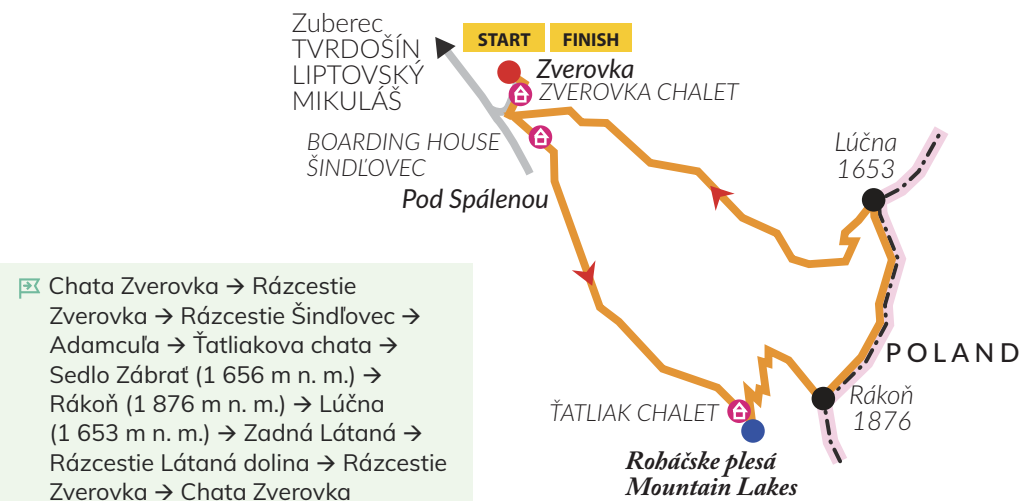 Zuberec
TVRDOŠÍN
LIPTOVSKÝ
MIKULÁŠ
START
FINISH
Zverovka
ZVEROVKA CHALET
BOARDING HOUSE
ŠINDĽOVEC
Pod Spálenou
Lúčna
1653
POLAND
Rákoň
1876
ŤATLIAK CHALET
Roháčske plesá
Mountain Lakes
Chata Zverovka → Rázcestie
Zverovka → Rázcestie Šindľovec →
Adamcuľa → Ťatliakova chata →
Sedlo Zábrať (1 656 m n. m.) →
Rákoň (1 876 m n. m.) → Lúčna
(1 653 m n. m.) → Zadná Látaná →
Rázcestie Látaná dolina → Rázcestie
Zverovka → Chata Zverovka